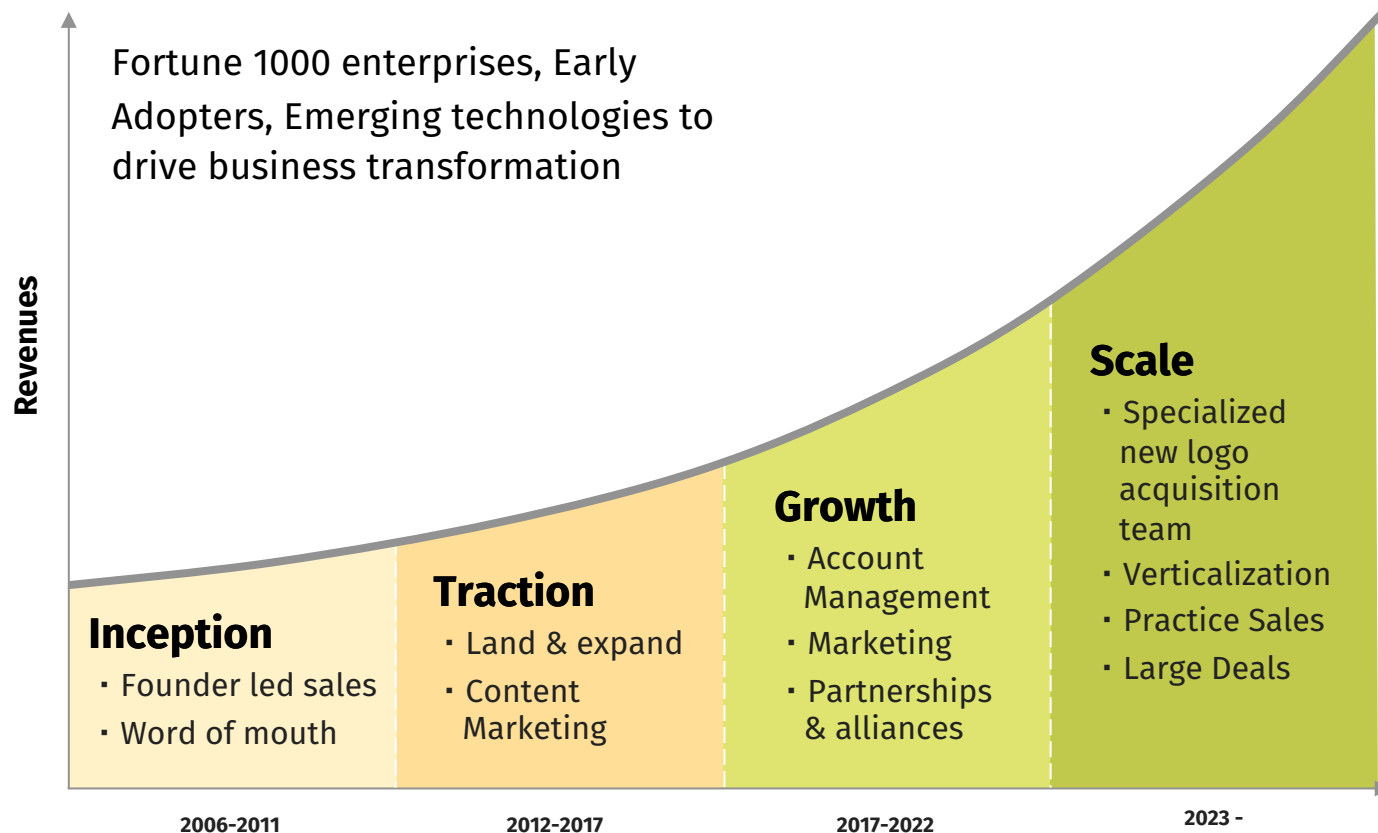 Fortune 1000 enterprises, Early
Adopters, Emerging technologies to
drive business transformation
Revenues
Inception
▪ Founder led sales
▪ Word of mouth
Traction
▪ Land & expand
▪ Content
Marketing
Growth
▪ Account
Management
▪ Marketing
▪ Partnerships
& alliances
Scale
▪ Specialized
new logo
acquisition
team
▪ Verticalization
▪ Practice Sales
▪ Large Deals
2006-2011
2012-2017
2017-2022
2023 -